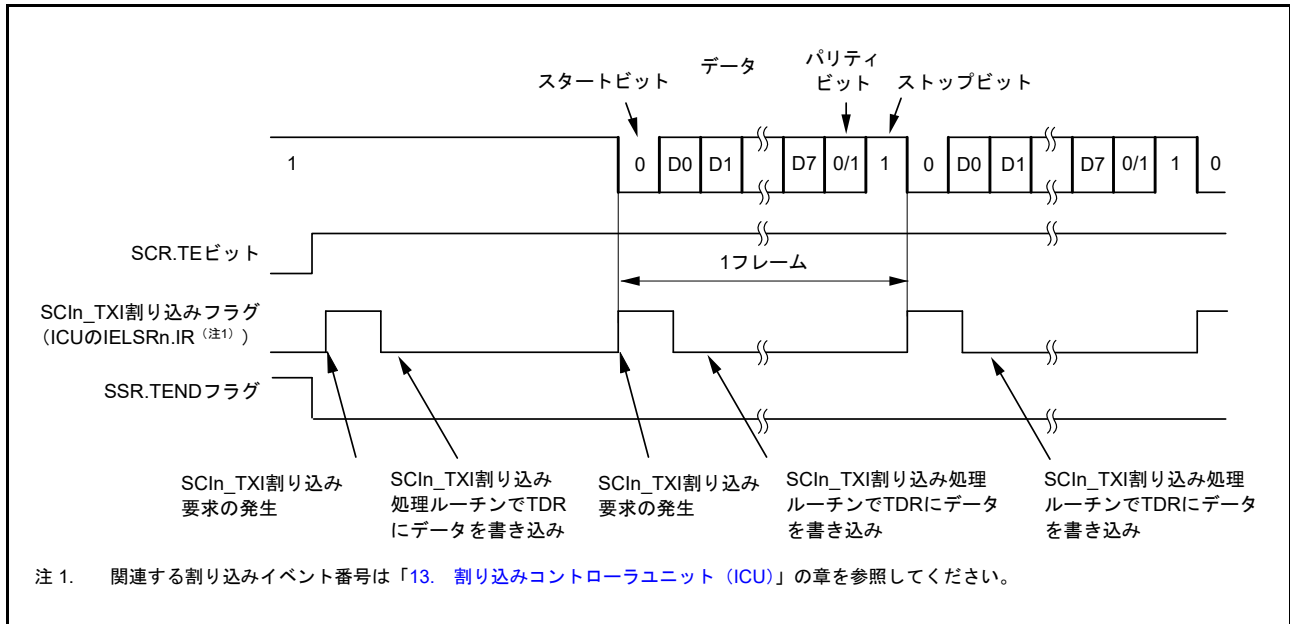 スタートビット
データ
パリティ
ビット
ストップビット
1
0 D0 D1 D7 0/1 1 0 D0 D1 D7 0/1 1 0
SCR.TEビット
1フレーム
SCIn_TXI割り込みフラグ
（ICUのIELSRn.IR（注1））
SSR.TENDフラグ
SCIn_TXI割り込み
要求の発生
SCIn_TXI割り込み
処理ルーチンでTDR
にデータを書き込み
SCIn_TXI割り込み
要求の発生
SCIn_TXI割り込み処理
ルーチンでTDRにデータ
を書き込み
SCIn_TXI割り込み処理
ルーチンでTDRにデータ
を書き込み
注 1. 関連する割り込みイベント番号は「13. 割り込みコントローラユニット（ICU）」の章を参照してください。